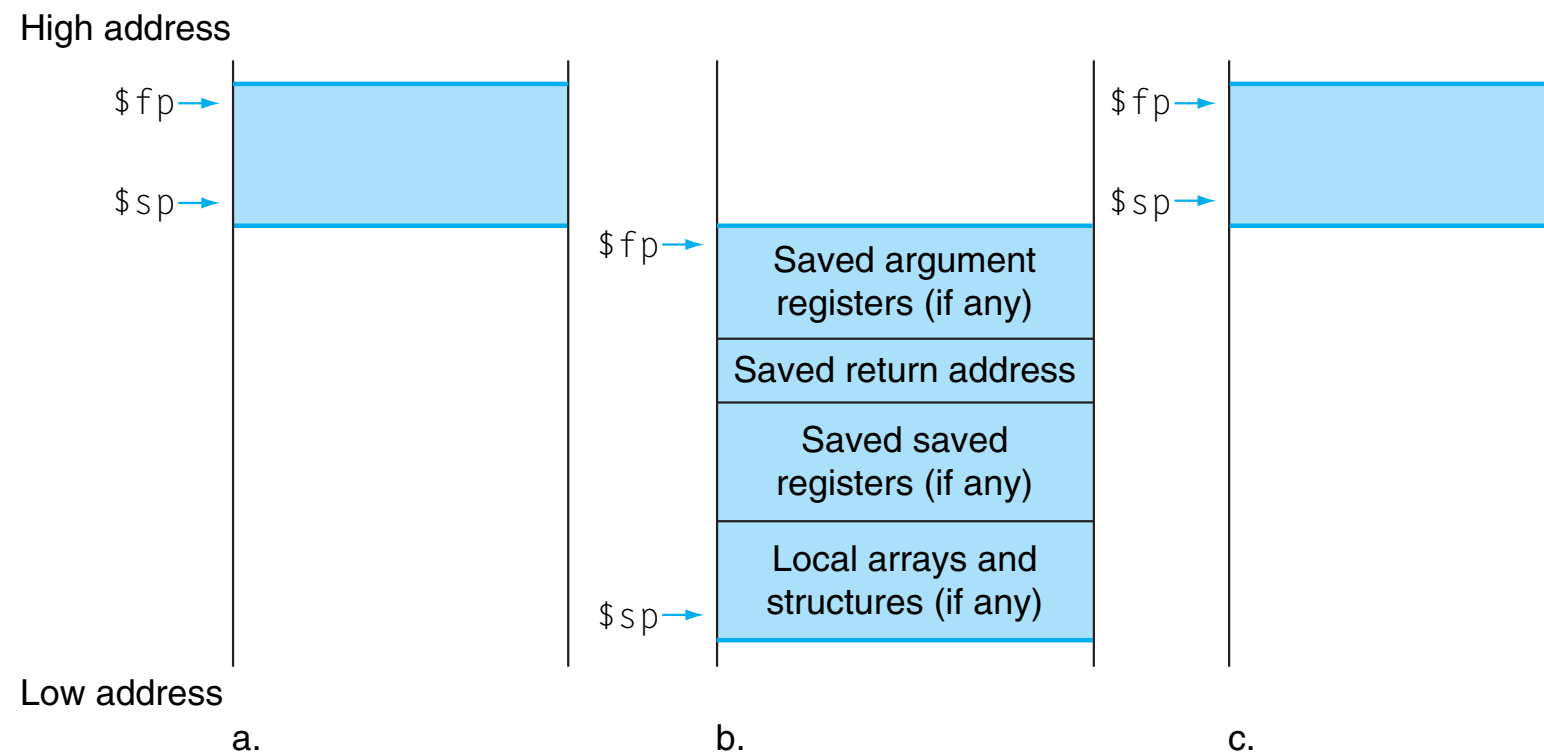 High address
$fp
$sp
$fp
Saved argument
registers (if any)
Saved return address
Saved saved
registers (if any)
Local arrays and
structures (if any)
$sp
$fp
$sp
Low address
a.
b.
c.